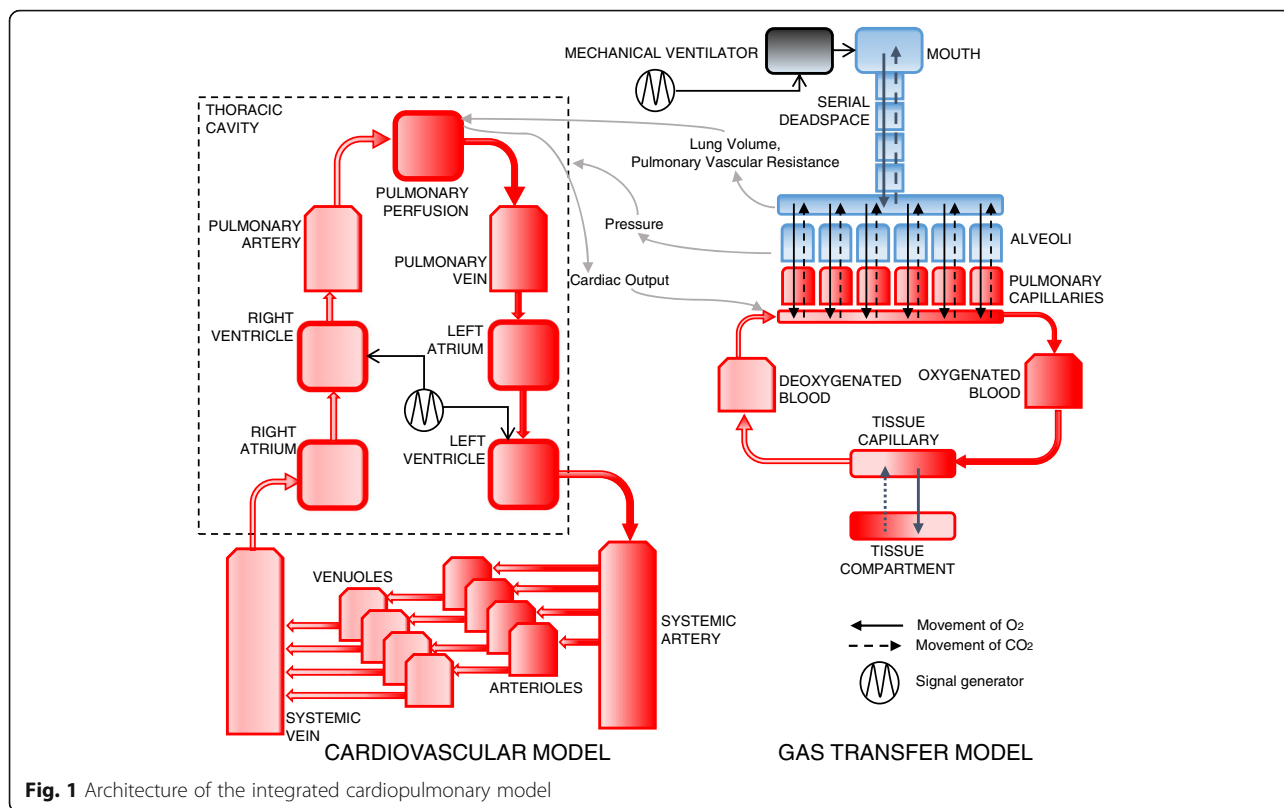 MECHANICAL VENTILATOR
MOUTH
SERIAL
DEADSPACE
THORACIC
CAVITY
Lung Volume,
Pulmonary Vascular Resistance
PULMONARY
PERFUSION
PULMONARY
ARTERY
PULMONARY
VEIN
Pressure
ALVEOLI
Cardiac Output
PULMONARY
CAPILLARIES
RIGHT
VENTRICLE
LEFT
ATRIUM
DEOXYGENATED
BLOOD
OXYGENATED
BLOOD
RIGHT
ATRIUM
LEFT
VENTRICLE
TISSUE
CAPILLARY
TISSUE
COMPARTMENT
VENUOLES
SYSTEMIC
ARTERY
ARTERIOLES
SYSTEMIC
VEIN
Movement of O2
Movement of CO2
Signal generator
CARDIOVASCULAR MODEL
GAS TRANSFER MODEL
Fig. 1 Architecture of the integrated cardiopulmonary model